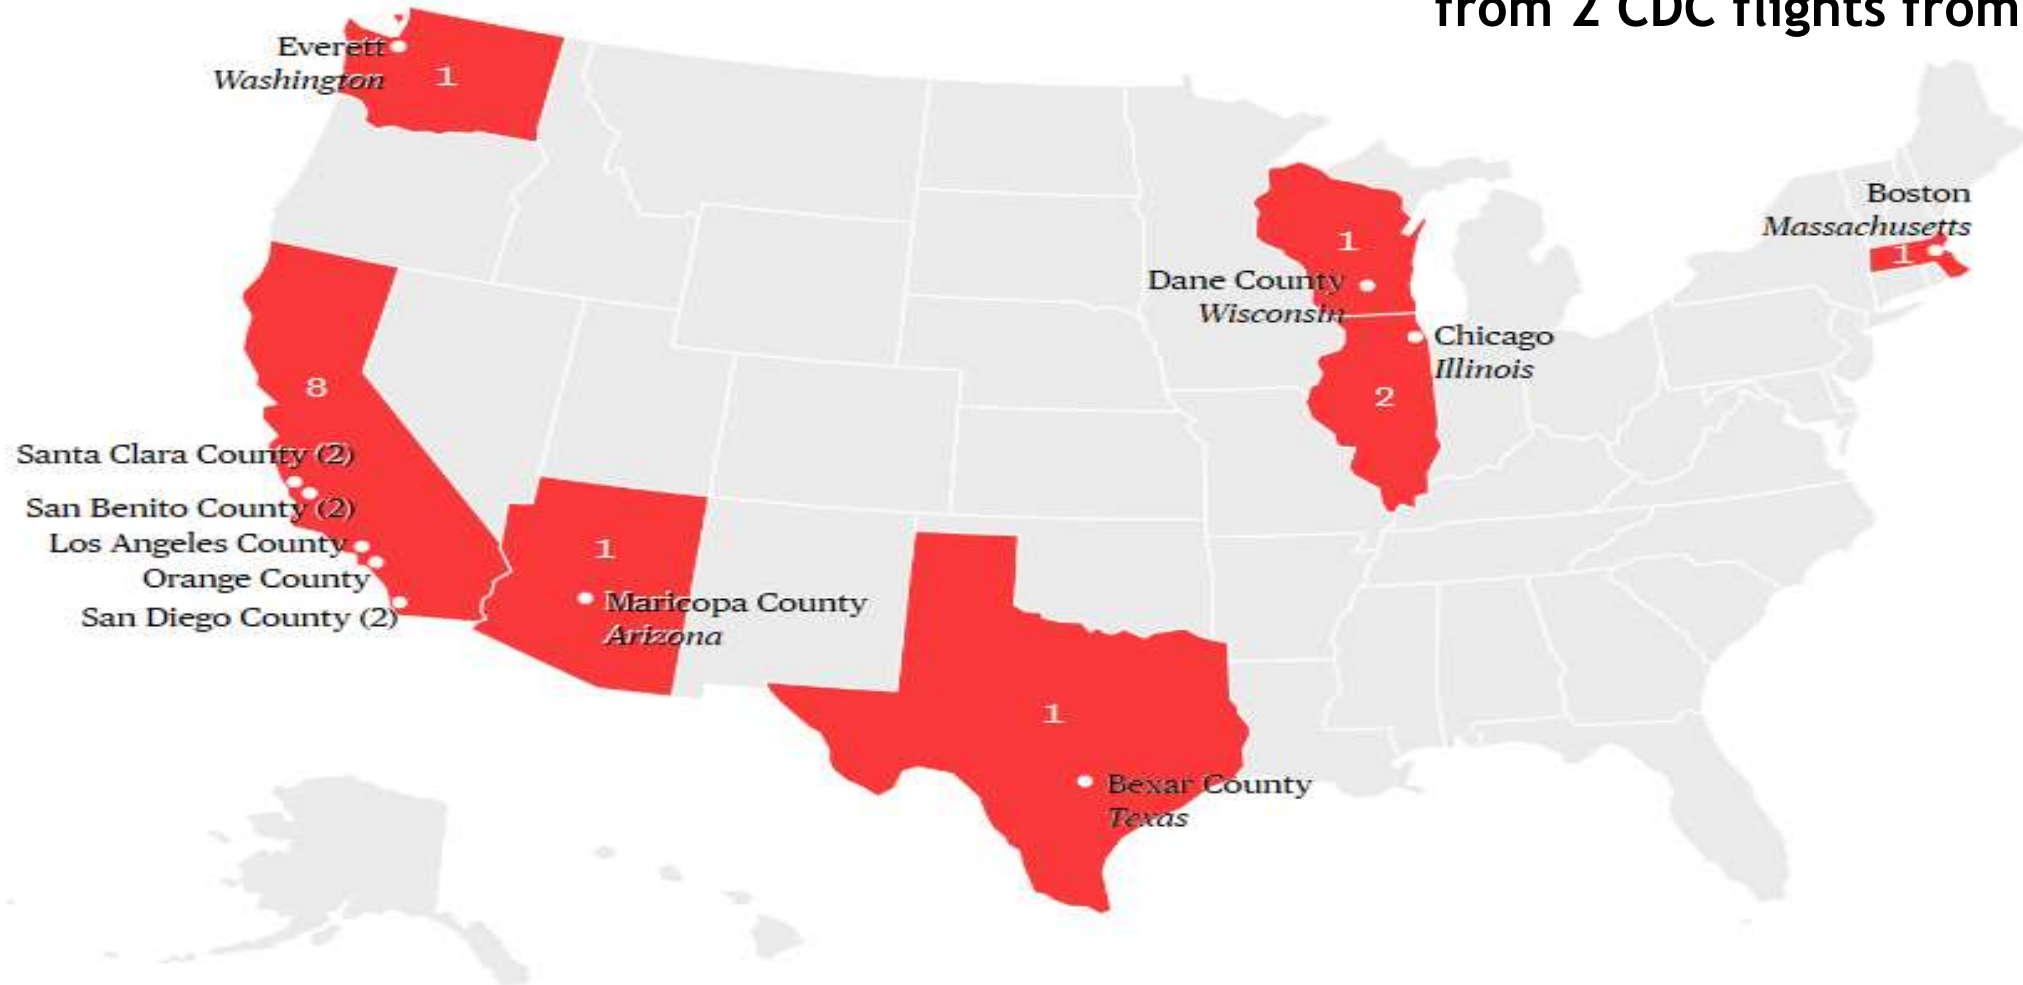 from 2 CDC flights from
Everett
Washington
1
Boston
Massachusetts
1
1
Dane County
Wisconsin
Chicago
Illinois
2
8
Santa Clara County (2)
San Benito County (2)
Los Angeles County
Orange County
San Diego County (2)
1
Maricopa County
Arizona
1
Bexar County
Texas